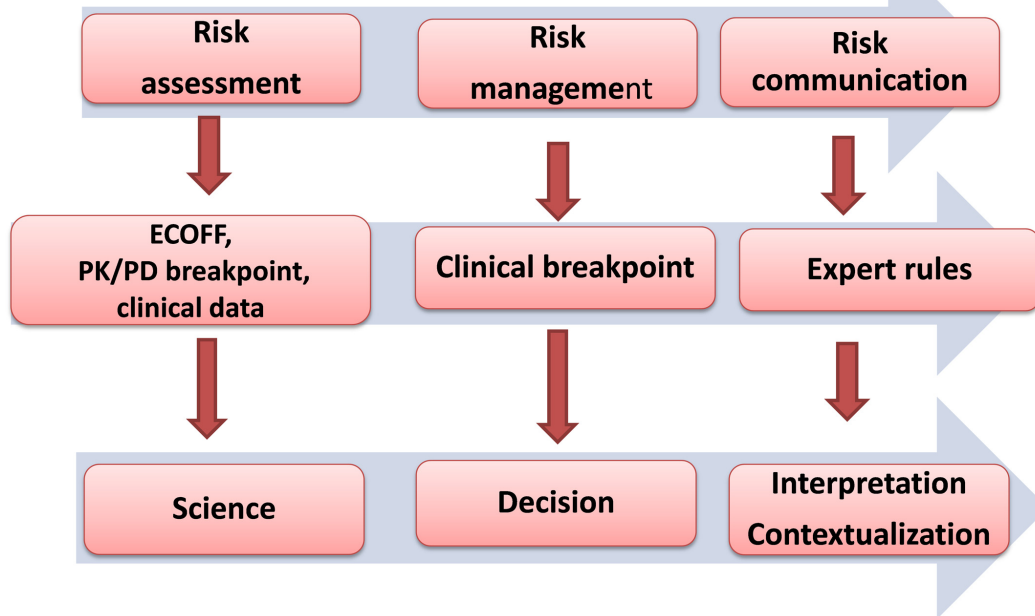 Risk
assessment
Risk
management
Risk
communication
ECOFF,
PK/PD breakpoint,
clinical data
Clinical breakpoint
Expert rules
Science
Decision
Interpretation
Contextualization